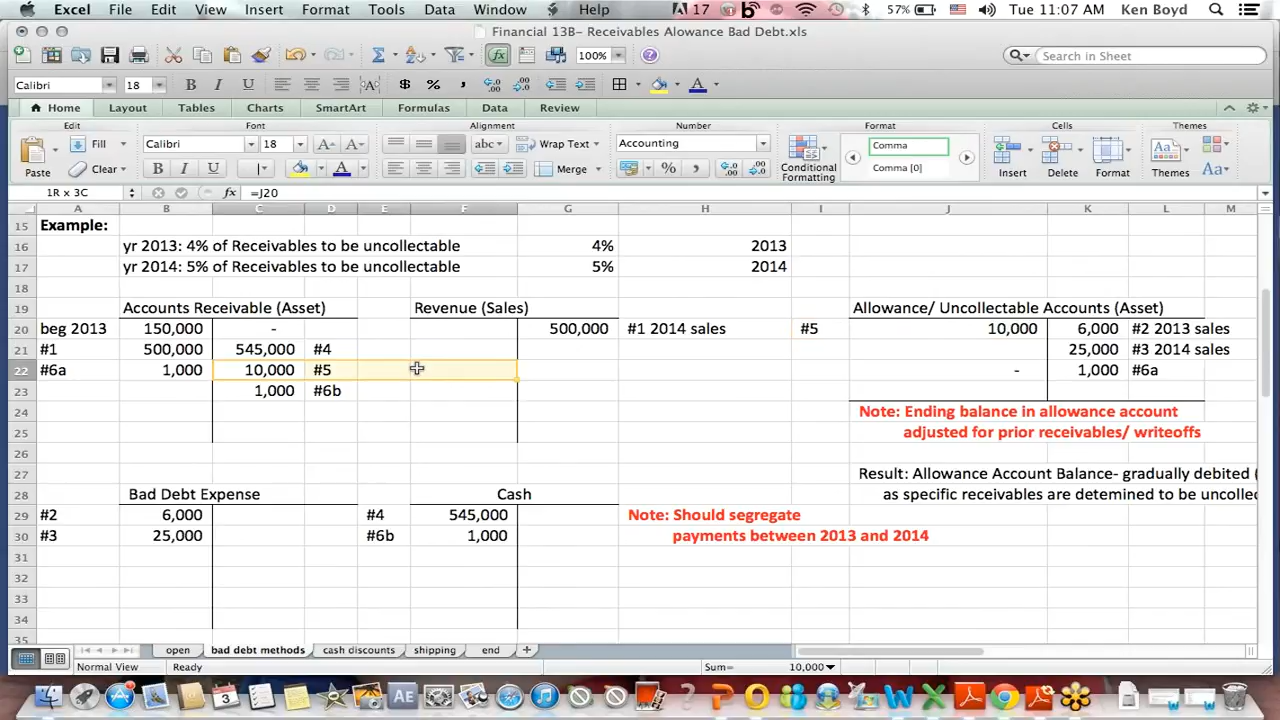 Excel File Edit View Insert Format Tools Data Window Help 17 57% Tue 11:07 AM Ken Boyd
Financial 13B- Receivables Allowance Bad Debt.xls
100% Search in Sheet
Calibri 18 B I U
Home Layout Tables Charts SmartArt Formulas Data Review
Edit Font Alignment Number Format Cells Themes
Paste Fill Calibri 18 abc Wrap Text Accounting Conditional Formatting Comma Insert Delete Format Themes Aa
Clear B I U Merge % Comma [0]
1R x 3C fx =J20
A B C D E F G H I J K L M
15 Example:
16 yr 2013: 4% of Receivables to be uncollectable 4% 2013
17 yr 2014: 5% of Receivables to be uncollectable 5% 2014
18
19 Accounts Receivable (Asset) Revenue (Sales) Allowance/ Uncollectable Accounts (Asset)
20 beg 2013 150,000 - 500,000 #1 2014 sales #5 10,000 6,000 #2 2013 sales
21 #1 500,000 545,000 #4 25,000 #3 2014 sales
22 #6a 1,000 10,000 #5 - 1,000 #6a
23 1,000 #6b
24 Note: Ending balance in allowance account
25 adjusted for prior receivables/ writeoffs
26
27 Result: Allowance Account Balance- gradually debited (
28 Bad Debt Expense Cash as specific receivables are detemined to be uncolle
29 #2 6,000 #4 545,000 Note: Should segregate
30 #3 25,000 #6b 1,000 payments between 2013 and 2014
31
32
33
34
35
open bad debt methods cash discounts shipping end
Normal View Ready Sum= 10,000